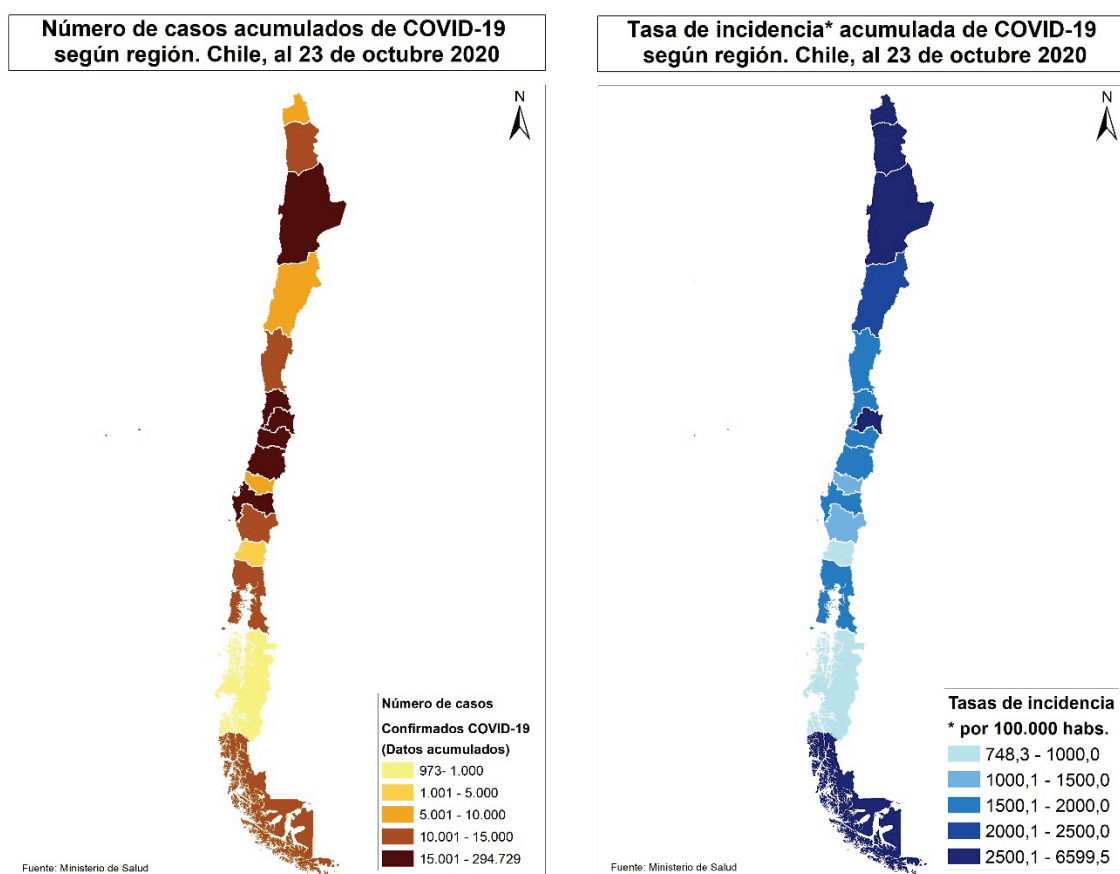 Número de casos acumulados de COVID-19
según región. Chile, al 23 de octubre 2020
N
Número de casos
Confirmados COVID-19
(Datos acumulados)
973- 1.000
1.001 - 5.000
5.001 - 10.000
10.001 - 15.000
15.001 - 294.729
Fuente: Ministerio de Salud
Tasa de incidencia* acumulada de COVID-19
según región. Chile, al 23 de octubre 2020
N
Tasas de incidencia
* por 100.000 habs.
748,3 - 1000,0
1000,1 - 1500,0
1500,1 - 2000,0
2000,1 - 2500,0
2500,1 - 6599,5
Fuente: Ministerio de Salud